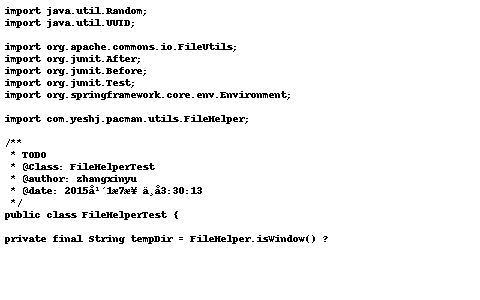 import java.util.Random;
import java.util.UUID;
import org.apache.commons.io.FileUtils;
import org.junit.After;
import org.junit.Before;
import org.junit.Test;
import org.springframework.core.env.Environment;
import com.yeshj.pacman.utils.FileHelper;
/**
* TODO
* @Class: FileHelperTest
* @author: zhangxinyu
* @date: 2015å¹´1æ7æ¥ ä¸å3:30:13
*/
public class FileHelperTest {
private final String tempDir = FileHelper.isWindow() ?